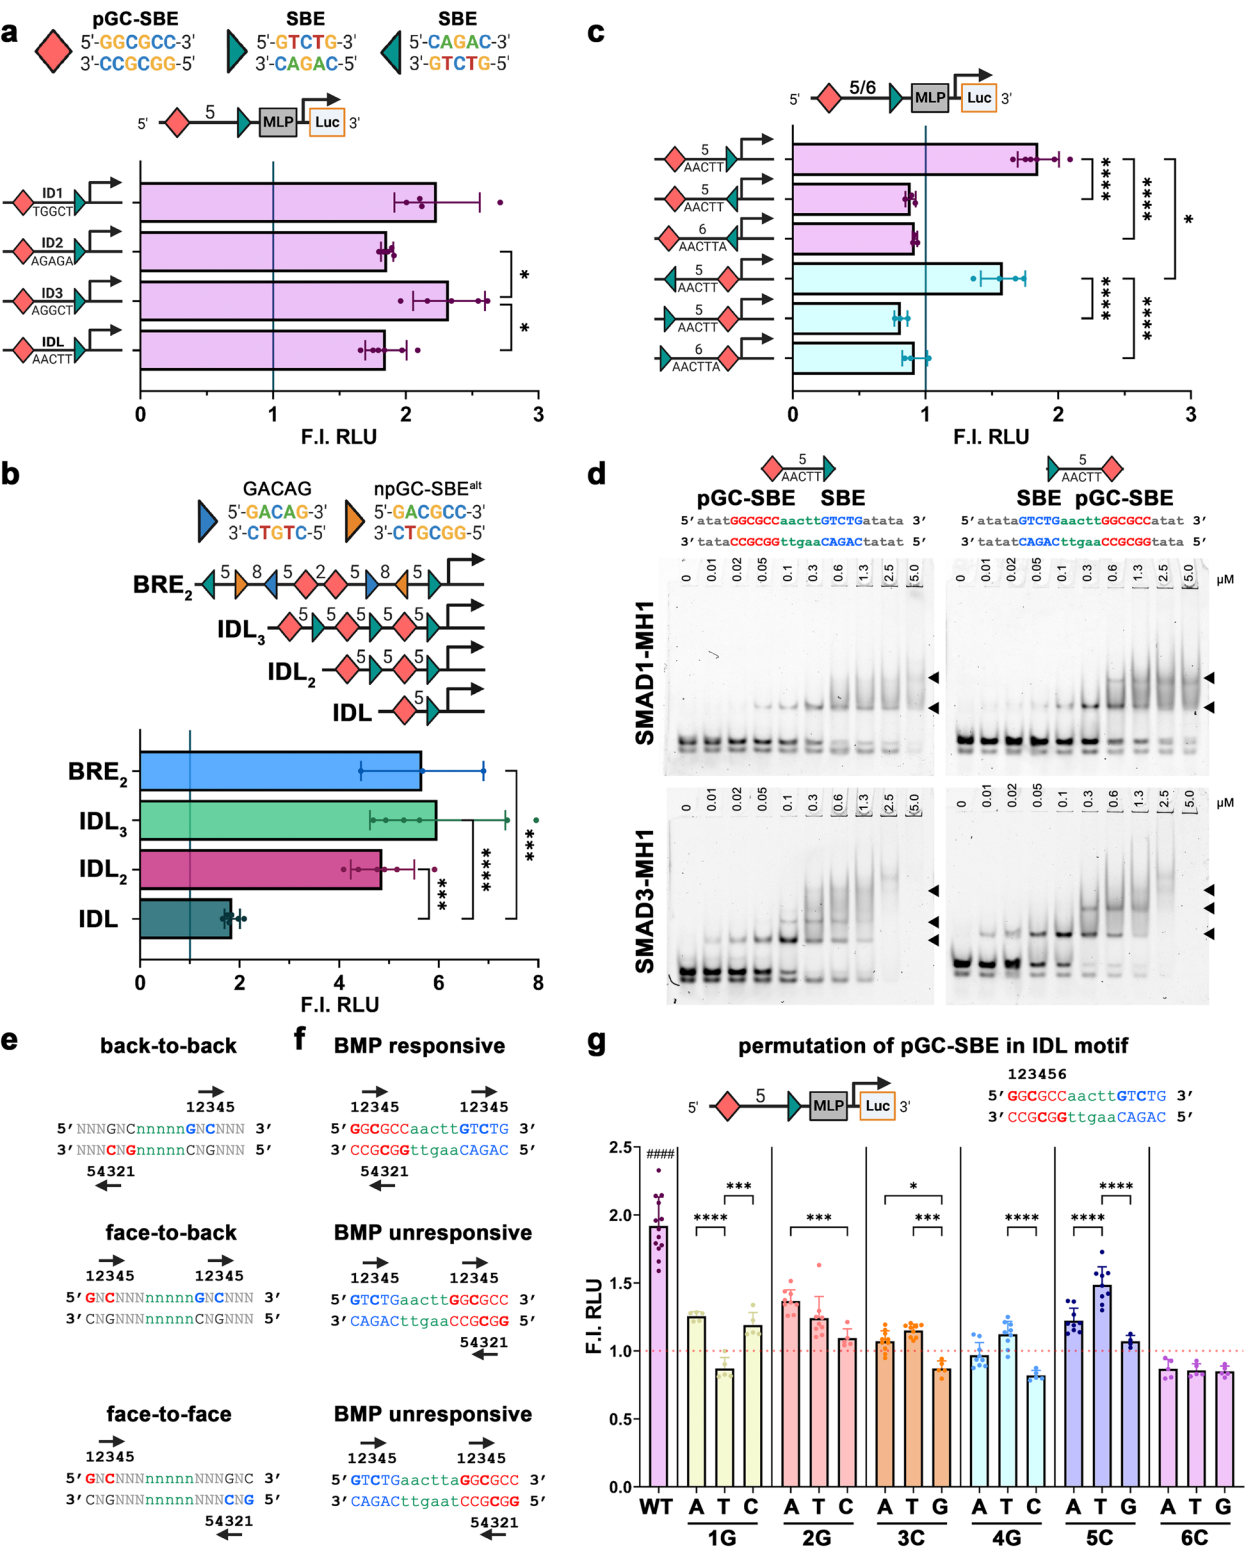 a
pGC-SBE
SBE
SBE
5'-GGCGCC-3'
3'-CCGCGG-5'
5'-GTCTG-3'
3'-CAGAC-5'
5'-CAGAC-3'
3'-GTCTG-5'
5' 5 MLP Luc 3'
ID1
TGGCT
ID2
AGAGA
ID3
AGGCT
IDL
AACTT
*
*
0 1 2 3
F.I. RLU
b
GACAG
npGC-SBEalt
5'-GACAG-3'
3'-CTGTC-5'
5'-GACGCC-3'
3'-CTGCGG-5'
BRE2 5 8 5 2 5 8 5
IDL3 5 5 5 5 5
IDL2 5 5 5
IDL 5
BRE2
IDL3
IDL2
IDL
***
****
***
0 2 4 6 8
F.I. RLU
c
5' 5/6 MLP Luc 3'
5
AACTT
5
AACTT
6
AACTTA
5
AACTT
5
AACTT
6
AACTTA
****
****
*
****
****
0 1 2 3
F.I. RLU
d
5
AACTT
pGC-SBE SBE
5'atatGGCGCCaacttGTCTGatata 3'
3'tataCCGCGGttgaaCAGACtatat 5'
5
AACTT
SBE pGC-SBE
5'atataGTCTGaacttGGCGCCatat 3'
3'tatatCAGACttgaaCCGCGGtata 5'
0 0.01 0.02 0.05 0.1 0.3 0.6 1.3 2.5 5.0
0 0.01 0.02 0.05 0.1 0.3 0.6 1.3 2.5 5.0 µM
SMAD1-MH1
0 0.01 0.02 0.05 0.1 0.3 0.6 1.3 2.5 5.0
0 0.01 0.02 0.05 0.1 0.3 0.6 1.3 2.5 5.0 µM
SMAD3-MH1
e
back-to-back
12345
5'NNNGNCnnnnnGNCNNN 3'
3'NNNCNGnnnnnCNGNNN 5'
54321
face-to-back
12345 12345
5'GNCNNNnnnnnGNCNNN 3'
3'CNGNNNnnnnnCNGNNN 5'
face-to-face
12345
5'GNCNNNnnnnnNNNGNC 3'
3'CNGNNNnnnnnNNNCNG 5'
54321
f
BMP responsive
12345 12345
5'GGCGCCaacttGTCTG 3'
3'CCGCGGttgaaCAGAC 5'
54321
BMP unresponsive
12345 12345
5'GTCTGaacttGGCGCC 3'
3'CAGACttgaaCCGCGG 5'
54321
BMP unresponsive
12345 12345
5'GTCTGaacttaGGCGCC 3'
3'CAGACttgaatCCGCGG 5'
54321
g
permutation of pGC-SBE in IDL motif
5' 5 MLP Luc 3'
123456
5'GGCGCCaacttGTCTG 3'
3'CCGCGGttgaaCAGAC 5'
F.I. RLU
2.5
2.0
1.5
1.0
0.5
0.0
####
****
***
***
*
***
****
****
****
WT A T C A T C A T G A T C A T G A T G
1G 2G 3C 4G 5C 6C